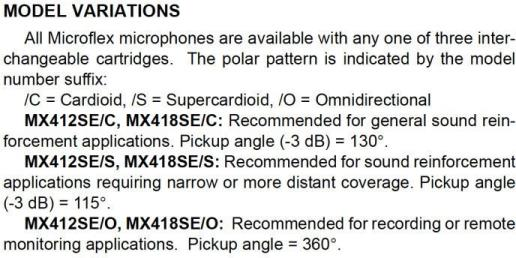 MODEL VARIATIONS
All Microflex microphones are available with any one of three inter-
changeable cartridges. The polar pattern is indicated by the model
number suffix:
/C = Cardioid, /S = Supercardioid, /O = Omnidirectional
MX412SE/C, MX418SE/C: Recommended for general sound rein-
forcement applications. Pickup angle (-3 dB) = 130°.
MX412SE/S, MX418SE/S: Recommended for sound reinforcement
applications requiring narrow or more distant coverage. Pickup angle
(-3 dB) = 115°.
MX412SE/O, MX418SE/O: Recommended for recording or remote
monitoring applications. Pickup angle = 360°.